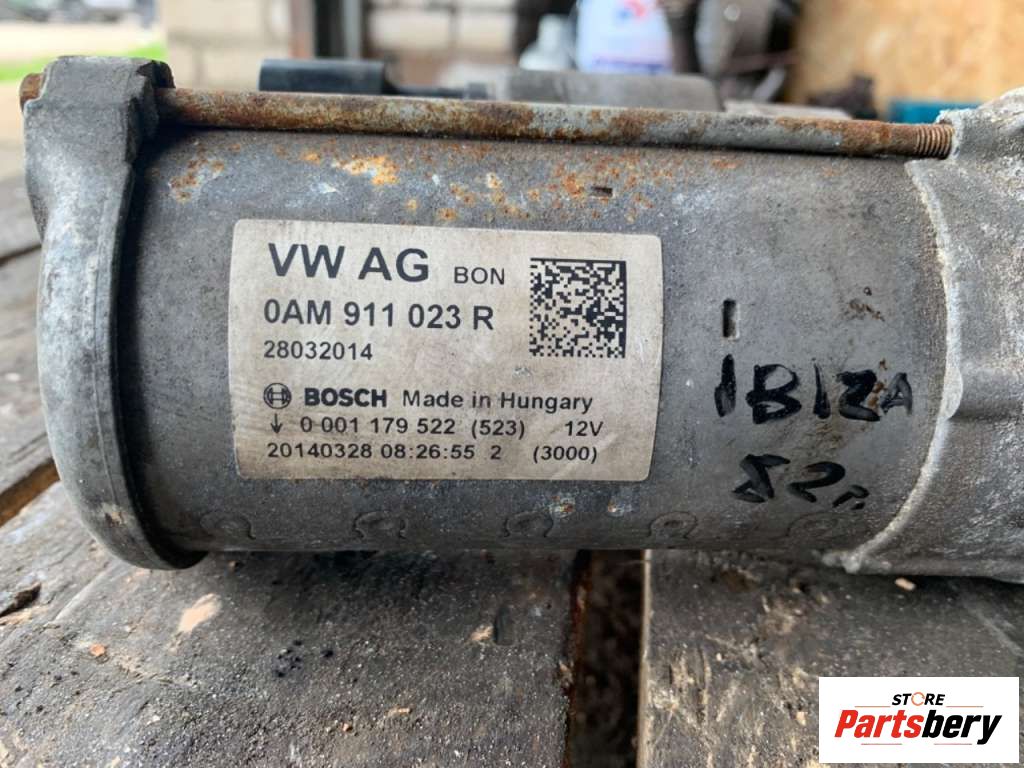 VW AG BON
0AM 911 023 R
28032014
BOSCH Made in Hungary
↓ 0 001 179 522 (523) 12V
20140328 08:26:55 2 (3000)
IBIZA
52R
STORE
Partsbery